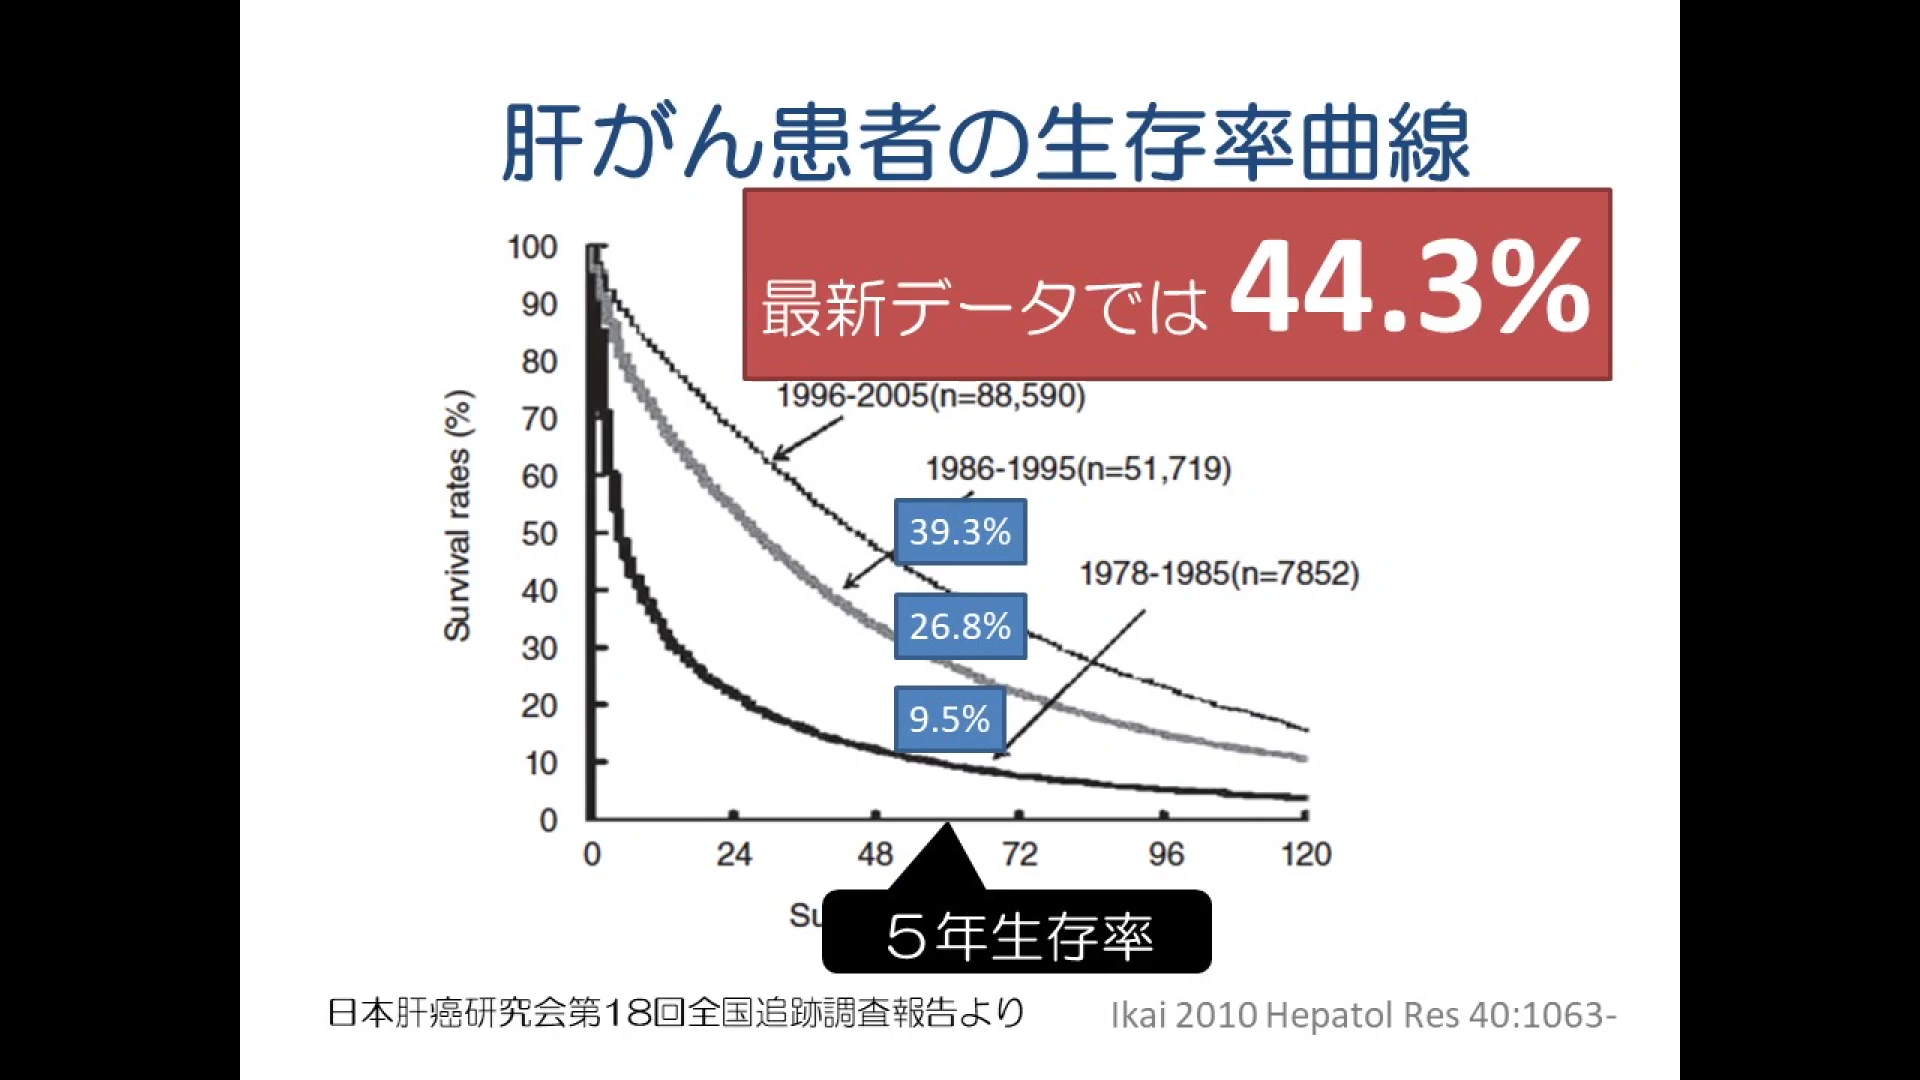 肝がん患者の生存率曲線
最新データでは 44.3%
100
90
80
70
60
50
40
30
20
10
0
Survival rates (%)
1996-2005(n=88,590)
1986-1995(n=51,719)
39.3%
1978-1985(n=7852)
26.8%
9.5%
0 24 48 72 96 120
５年生存率
日本肝癌研究会第18回全国追跡調査報告より
Ikai 2010 Hepatol Res 40:1063-